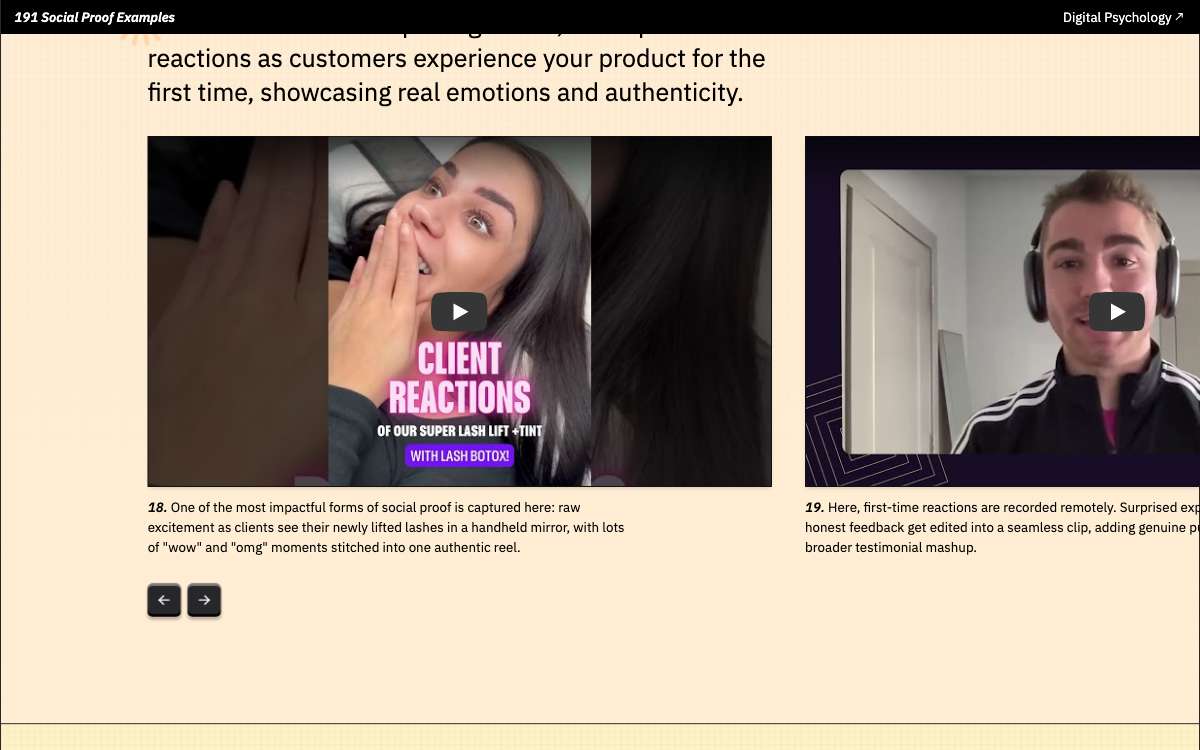 191 Social Proof Examples
Digital Psychology ↗
reactions as customers experience your product for the
first time, showcasing real emotions and authenticity.
CLIENT
REACTIONS
OF OUR SUPER LASH LIFT +TINT
WITH LASH BOTOX!
18. One of the most impactful forms of social proof is captured here: raw
excitement as clients see their newly lifted lashes in a handheld mirror, with lots
of "wow" and "omg" moments stitched into one authentic reel.
19. Here, first-time reactions are recorded remotely. Surprised
honest feedback get edited into a seamless clip, adding genuine
broader testimonial mashup.